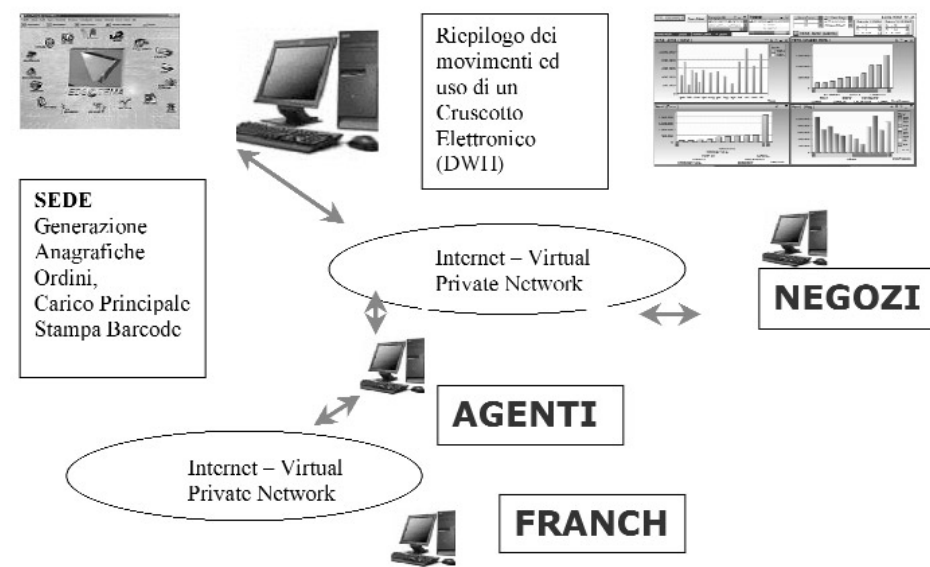 Riepilogo dei
movimenti ed
uso di un
Cruscotto
Elettronico
(DWH)
SEDE
Generazione
Anagrafiche
Ordini,
Carico Principale
Stampa Barcode
Internet – Virtual
Private Network
NEGOZI
AGENTI
Internet – Virtual
Private Network
FRANCH